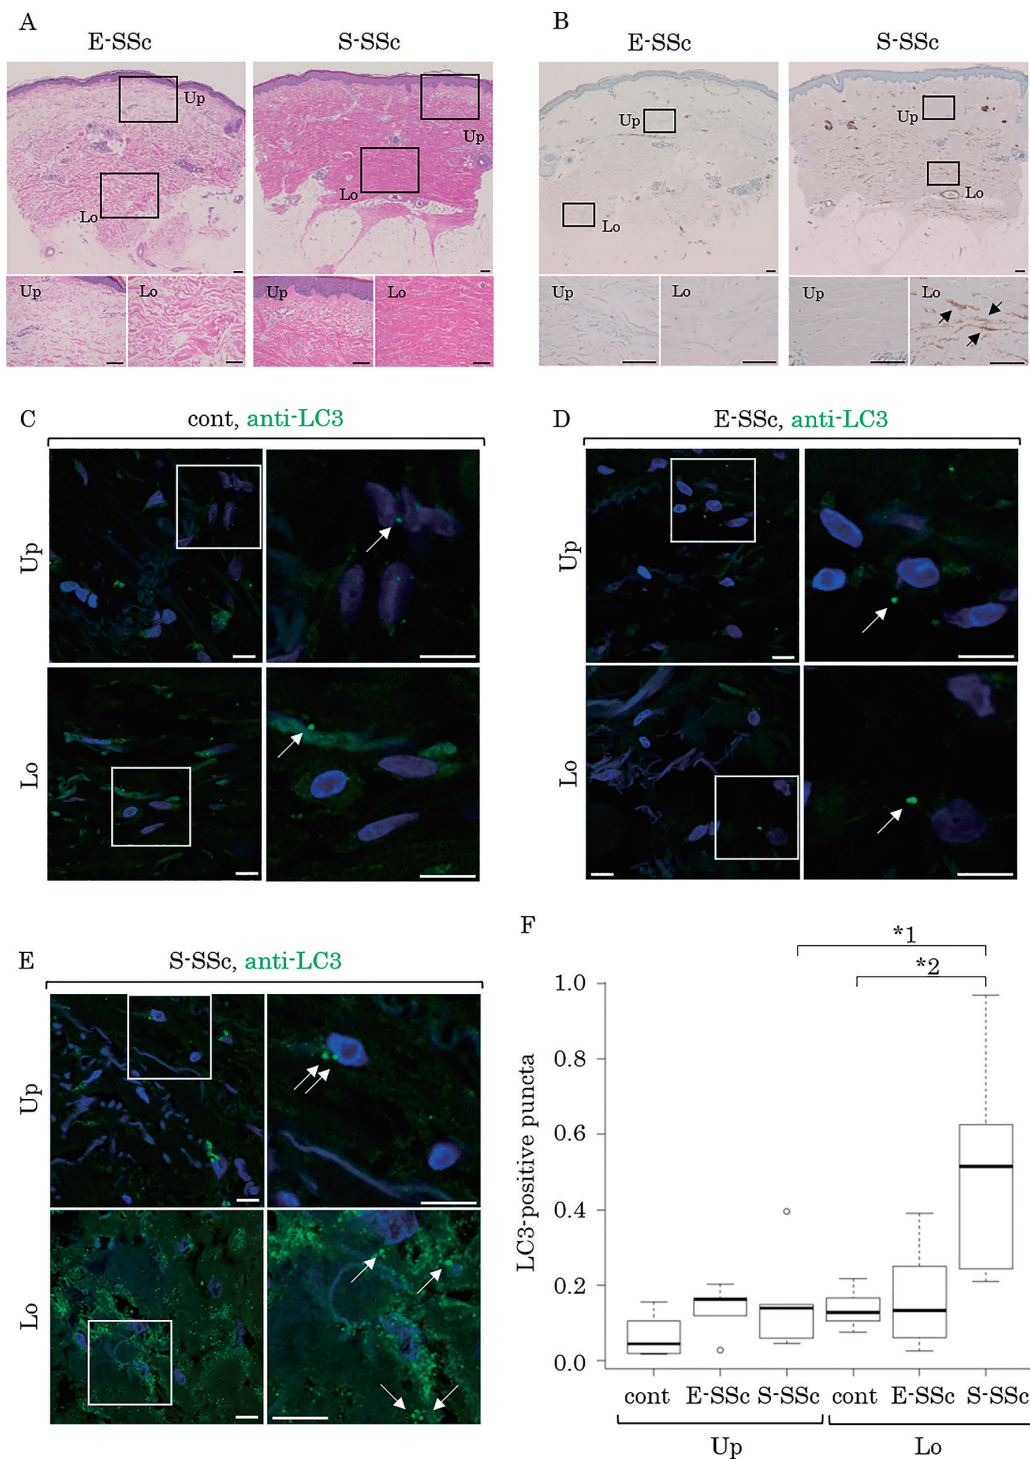 A
E-SSc S-SSc
Up
Up
Lo
Lo
Up Lo Up Lo
B
E-SSc S-SSc
Up
Up
Lo
Lo
Up Lo Up Lo
C
cont, anti-LC3
Up
Lo
D
E-SSc, anti-LC3
Up
Lo
E
S-SSc, anti-LC3
Up
Lo
F
*1
*2
LC3-positive puncta
1.0
0.8
0.6
0.4
0.2
0.0
cont E-SSc S-SSc cont E-SSc S-SSc
Up Lo